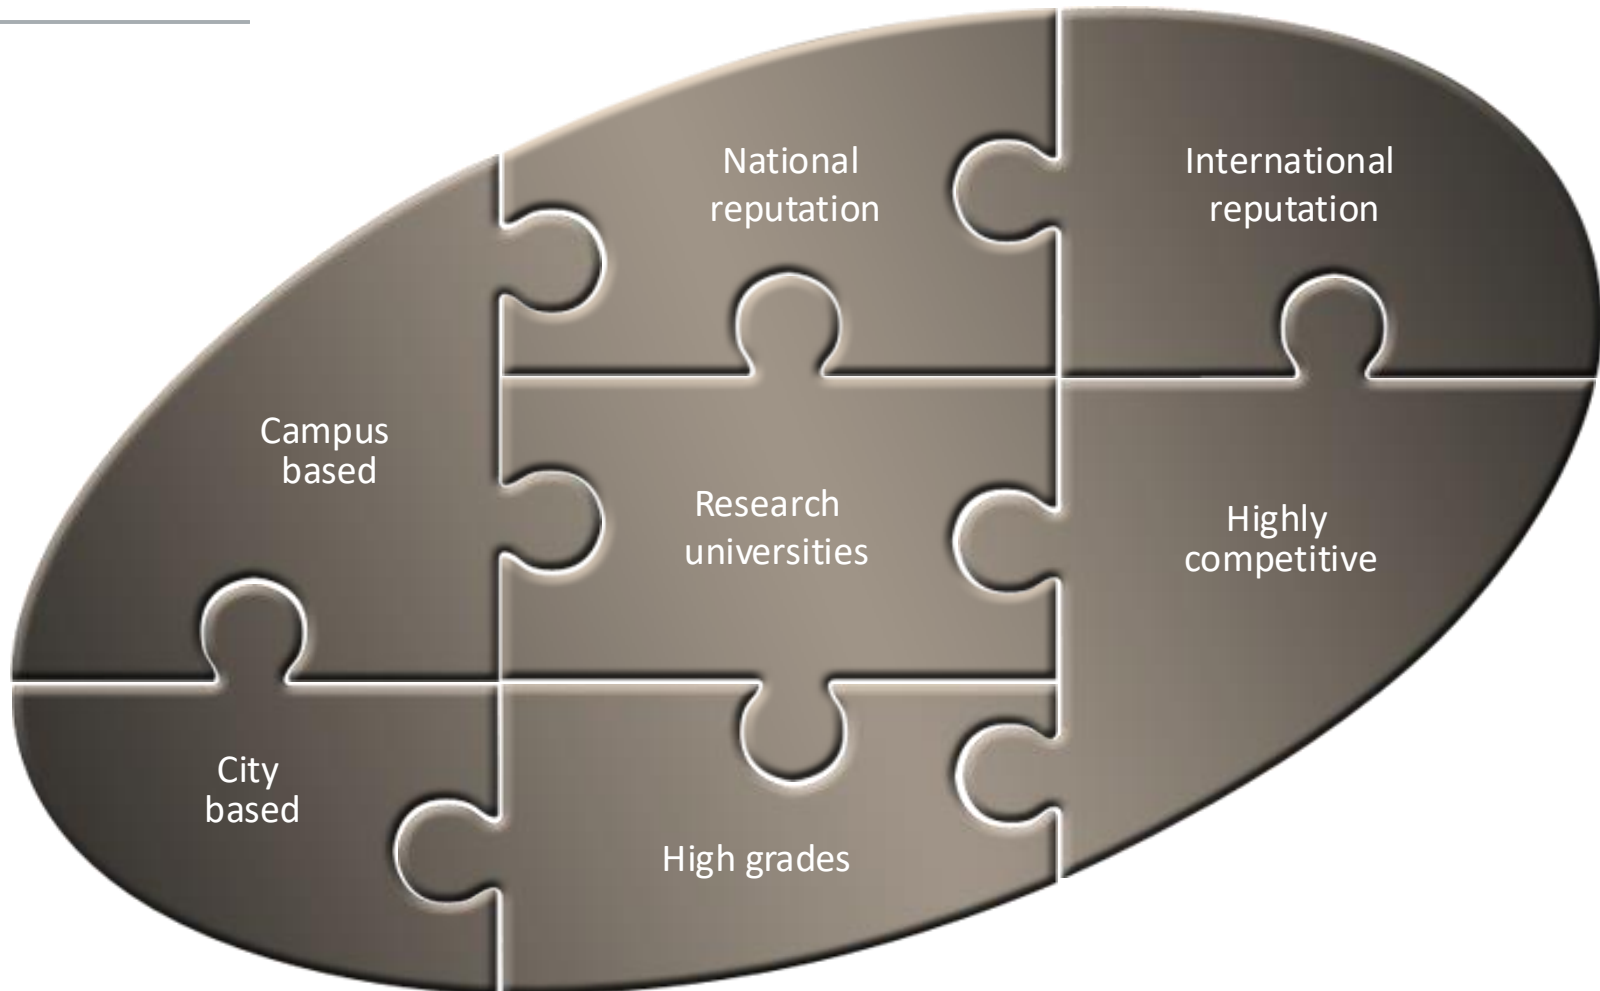 National
reputation
International
reputation
Campus
based
Research
universities
Highly
competitive
City
based
High grades